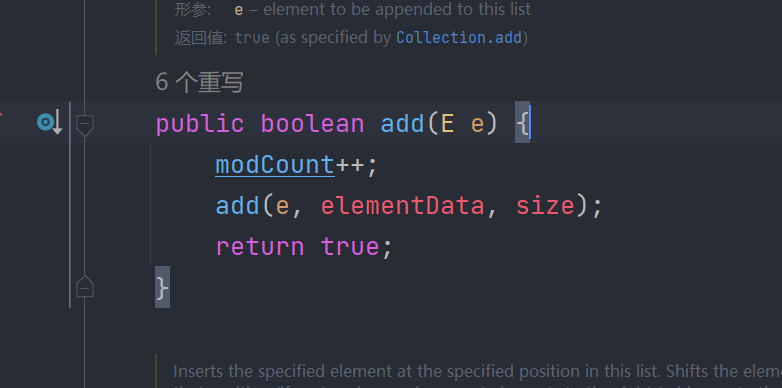 形参: e – element to be appended to this list
返回值: true (as specified by Collection.add)
6 个重写
public boolean add(E e) {
modCount++;
add(e, elementData, size);
return true;
}
Inserts the specified element at the specified position in this list. Shifts the elem